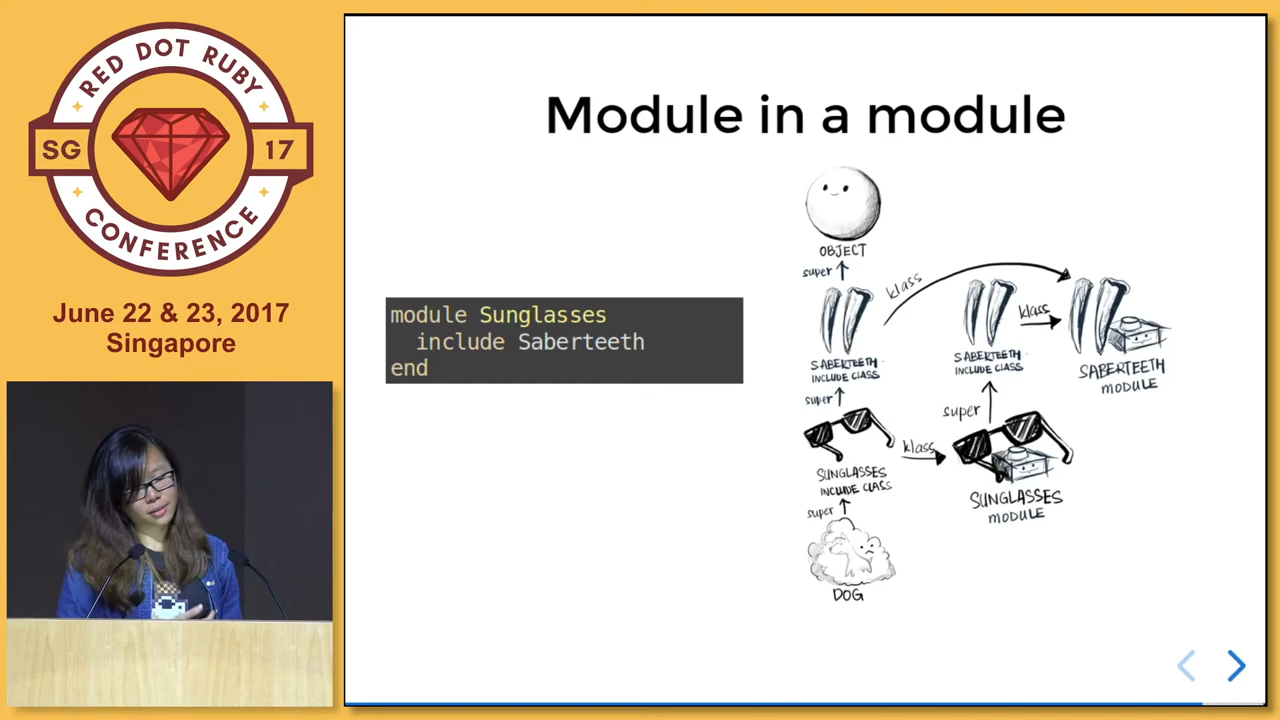 RED DOT RUBY
SG
17
CONFERENCE
June 22 & 23, 2017
Singapore
Module in a module
module Sunglasses
include Saberteeth
end
OBJECT
super
klass
SABERTEETH
INCLUDE CLASS
SABERTEETH
INCLUDE CLASS
klass
SABERTEETH
MODULE
super
super
SUNGLASSES
INCLUDE CLASS
klass
SUNGLASSES
MODULE
super
DOG